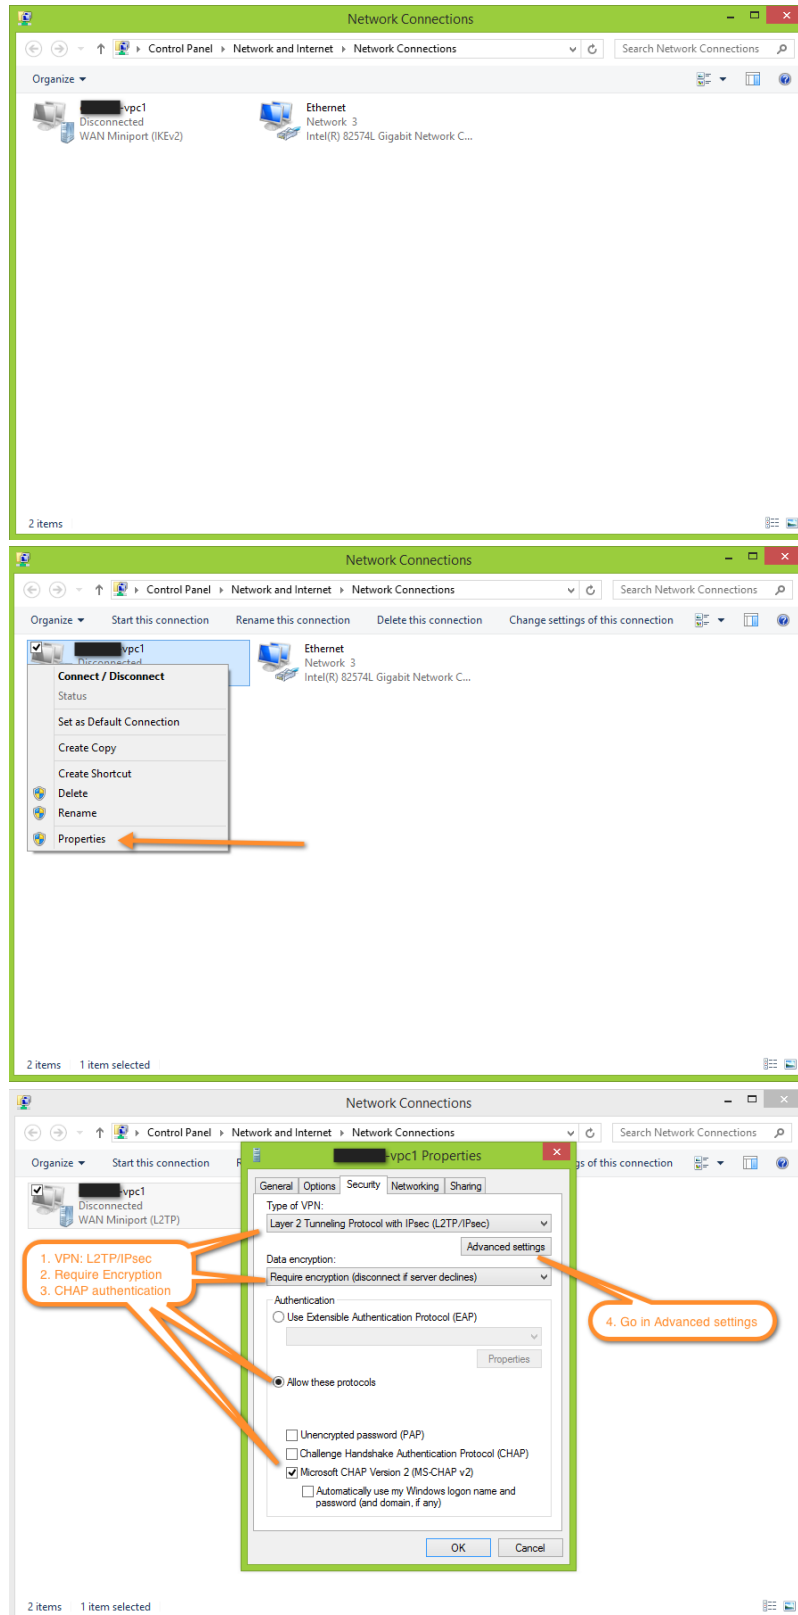 Network Connections
Control Panel Network and Internet Network Connections
Search Network Connections
Organize
-vpc1
Disconnected
WAN Miniport (IKEv2)
Ethernet
Network 3
Intel(R) 82574L Gigabit Network C...
2 items
Network Connections
Control Panel Network and Internet Network Connections
Search Network Connections
Organize Start this connection Rename this connection Delete this connection Change settings of this connection
vpc1
Disconnected
Ethernet
Network 3
Intel(R) 82574L Gigabit Network C...
Connect / Disconnect
Status
Set as Default Connection
Create Copy
Create Shortcut
Delete
Rename
Properties
2 items 1 item selected
Network Connections
Control Panel Network and Internet Network Connections
Search Network Connections
Organize Start this connection R gs of this connection
-vpc1
Disconnected
WAN Miniport (L2TP)
-vpc1 Properties
General Options Security Networking Sharing
Type of VPN:
Layer 2 Tunneling Protocol with IPsec (L2TP/IPsec)
Advanced settings
Data encryption:
Require encryption (disconnect if server declines)
Authentication
Use Extensible Authentication Protocol (EAP)
Properties
Allow these protocols
Unencrypted password (PAP)
Challenge Handshake Authentication Protocol (CHAP)
Microsoft CHAP Version 2 (MS-CHAP v2)
Automatically use my Windows logon name and
password (and domain, if any)
OK Cancel
1. VPN: L2TP/IPsec
2. Require Encryption
3. CHAP authentication
4. Go in Advanced settings
2 items 1 item selected